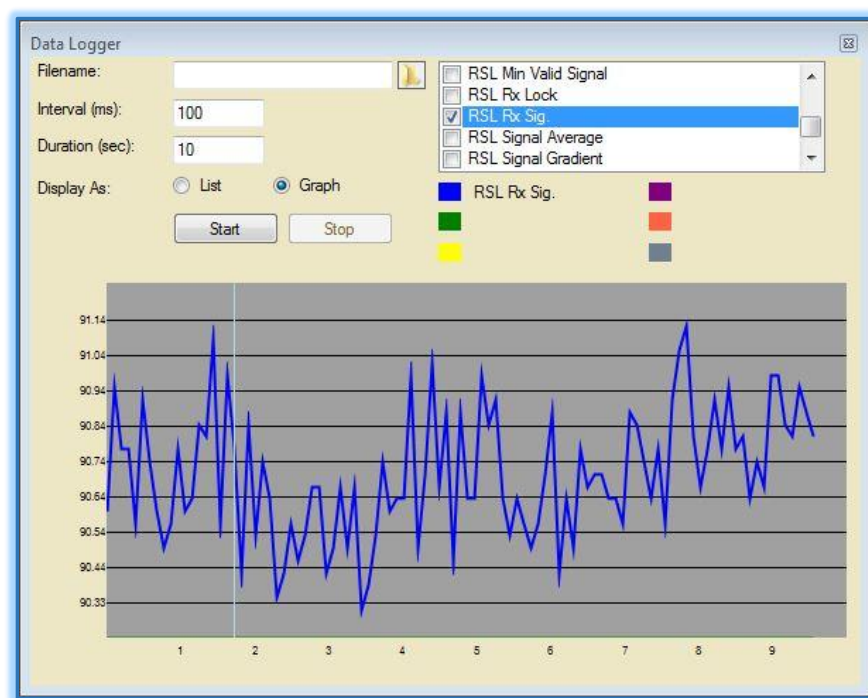 Data Logger
Filename:
Interval (ms): 100
Duration (sec): 10
Display As: List Graph
Start Stop
RSL Min Valid Signal
RSL Rx Lock
RSL Rx Sig.
RSL Signal Average
RSL Signal Gradient
RSL Rx Sig.
91.14
91.04
90.94
90.84
90.74
90.64
90.54
90.44
90.33
1 2 3 4 5 6 7 8 9